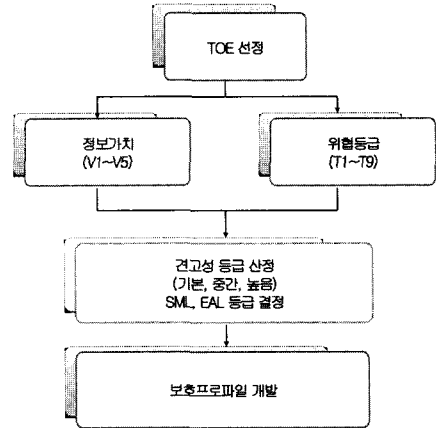 TOE 선정
정보가치
(V1~V5)
위협등급
(T1~T9)
견고성 등급 산정
(기본, 중간, 높음)
SML, EAL 등급 결정
보호프로파일 개발